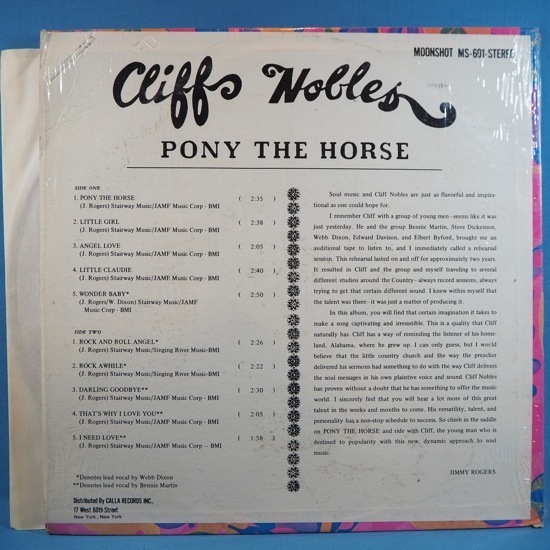 MOONSHOT MS-601-STEREO
Cliff Nobles
PONY THE HORSE
SIDE ONE
1. PONY THE HORSE ( 2:35 )
(J. Rogers) Stairway Music/JAMF Music Corp - BMI
2. LITTLE GIRL ( 2:38 )
(J. Rogers) Stairway Music/JAMF Music Corp - BMI
3. ANGEL LOVE ( 2:05 )
(J. Rogers) Stairway Music/JAMF Music Corp - BMI
4. LITTLE CLAUDIE ( 2:40 )
(J. Rogers) Stairway Music/JAMF Music Corp - BMI
5. WONDER BABY* ( 2:50 )
(J. Rogers/W. Dixon) Stairway Music/JAMF
Music Corp - BMI
SIDE TWO
1. ROCK AND ROLL ANGEL* ( 2:26 )
(J. Rogers) Stairway Music/Singing River Music-BMI
2. ROCK AWHILE* ( 2:22 )
(J. Rogers) Stairway Music/Singing River Music-BMI
3. DARLING GOODBYE** ( 2:30 )
(J. Rogers) Stairway Music/JAMF Music Corp - BMI
4. THAT'S WHY I LOVE YOU** ( 2:05 )
(J. Rogers) Stairway Music/JAMF Music Corp - BMI
5. I NEED LOVE** ( 1:58 )
(J. Rogers) Stairway Music/JAMF Music Corp – BMI
*Denotes lead vocal by Webb Dixon
**Denotes lead vocal by Bennie Martin
Distributed By CALLA RECORDS INC.,
17 West 60th Street
New York, New York
Soul music and Cliff Nobles are just as flavorful and inspira-
tional as one could hope for.
I remember Cliff with a group of young men–seems like it was
just yesterday. He and the group Bennie Martin, Steve Dickenson,
Webb Dixon, Edward Davison, and Elbert Byford, brought me an
auditional tape to listen to, and I immediately called a rehearsal
session. This rehearsal lasted on and off for approximately two years.
It resulted in Cliff and the group and myself traveling to several
different studios around the Country–always record sessions, always
trying to get that certain different sound. I knew within myself that
the talent was there–it was just a matter of producing it.
In this album, you will find that certain imagination it takes to
make a song captivating and irresistible. This is a quality that Cliff
naturally has. Cliff has a way of reminding the listener of his home-
land, Alabama, where he grew up. I can only guess, but I would
believe that the little country church and the way the preacher
delivered his sermons had something to do with the way Cliff delivers
the soul messages in his own plaintive voice and sound. Cliff Nobles
has proven without a doubt that he has something to offer the music
world. I sincerely feel that you will hear a lot more of this great
talent in the weeks and months to come. His versatility, talent, and
personality has a non-stop schedule to success. So climb in the saddle
on PONY THE HORSE and ride with Cliff, the young man who is
destined to popularity with this new, dynamic approach to soul
music.
JIMMY ROGERS